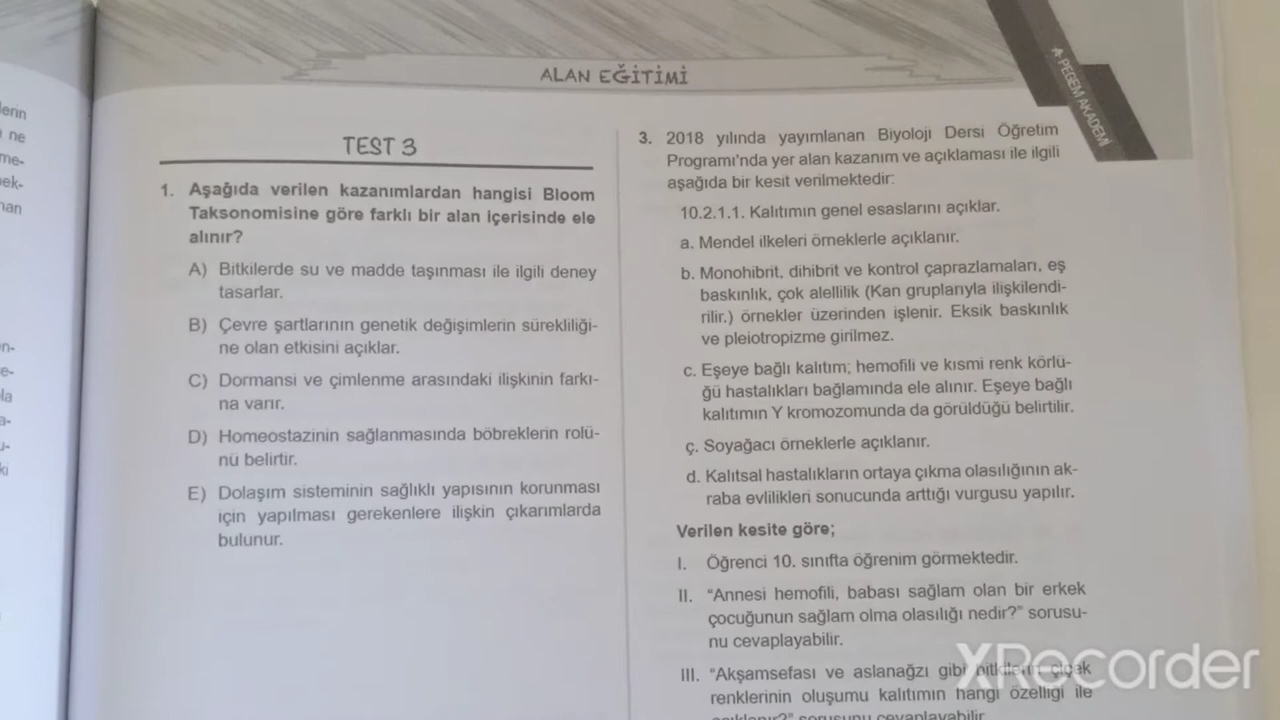 ALAN EĞİTİMİ
A PEGEM AKADEMİ
lerin
ne
me-
nan
TEST 3
1. Aşağıda verilen kazanımlardan hangisi Bloom
Taksonomisine göre farklı bir alan içerisinde ele
alınır?
A) Bitkilerde su ve madde taşınması ile ilgili deney
tasarlar.
B) Çevre şartlarının genetik değişimlerin sürekliliği-
ne olan etkisini açıklar.
C) Dormansi ve çimlenme arasındaki ilişkinin farkı-
na varır.
D) Homeostazinin sağlanmasında böbreklerin rolü-
nü belirtir.
E) Dolaşım sisteminin sağlıklı yapısının korunması
için yapılması gerekenlere ilişkin çıkarımlarda
bulunur.
3. 2018 yılında yayımlanan Biyoloji Dersi Öğretim
Programı'nda yer alan kazanım ve açıklaması ile ilgili
aşağıda bir kesit verilmektedir:
10.2.1.1. Kalıtımın genel esaslarını açıklar.
a. Mendel ilkeleri örneklerle açıklanır.
b. Monohibrit, dihibrit ve kontrol çaprazlamaları, eş
baskınlık, çok alellilik (Kan gruplarıyla ilişkilendi-
rilir.) örnekler üzerinden işlenir. Eksik baskınlık
ve pleiotropizme girilmez.
c. Eşeye bağlı kalıtım; hemofili ve kısmi renk körlü-
ğü hastalıkları bağlamında ele alınır. Eşeye bağlı
kalıtımın Y kromozomunda da görüldüğü belirtilir.
ç. Soyağacı örneklerle açıklanır.
d. Kalıtsal hastalıkların ortaya çıkma olasılığının ak-
raba evlilikleri sonucunda arttığı vurgusu yapılır.
Verilen kesite göre;
I. Öğrenci 10. sınıfta öğrenim görmektedir.
II. "Annesi hemofili, babası sağlam olan bir erkek
çocuğunun sağlam olma olasılığı nedir?" sorusu-
nu cevaplayabilir.
III. "Akşamsefası ve aslanağzı gibi bitkilerin çiçek
renklerinin oluşumu kalıtımın hangi özelliği ile
açıklanır?" sorusunu cevaplayabilir
XRecorder